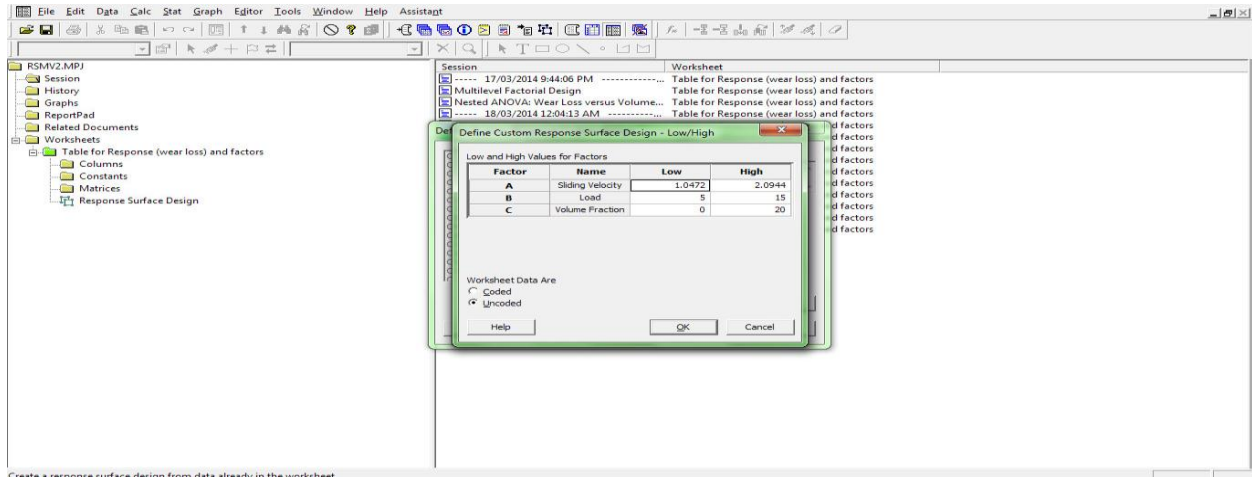 File Edit Data Calc Stat Graph Editor Tools Window Help Assistant
RSMV2.MPJ
Session
History
Graphs
ReportPad
Related Documents
Worksheets
Table for Response (wear loss) and factors
Columns
Constants
Matrices
Response Surface Design
Session Worksheet
----- 17/03/2014 9:44:06 PM ------------... Table for Response (wear loss) and factors
Multilevel Factorial Design Table for Response (wear loss) and factors
Nested ANOVA: Wear Loss versus Volume... Table for Response (wear loss) and factors
----- 18/03/2014 12:04:13 AM ----------... Table for Response (wear loss) and factors
Def
d factors
d factors
d factors
d factors
d factors
d factors
d factors
d factors
d factors
d factors
Define Custom Response Surface Design - Low/High
Low and High Values for Factors
Factor Name Low High
A Sliding Velocity 1.0472 2.0944
B Load 5 15
C Volume Fraction 0 20
Worksheet Data Are
Coded
Uncoded
Help OK Cancel
Create a response surface design from data already in the worksheet